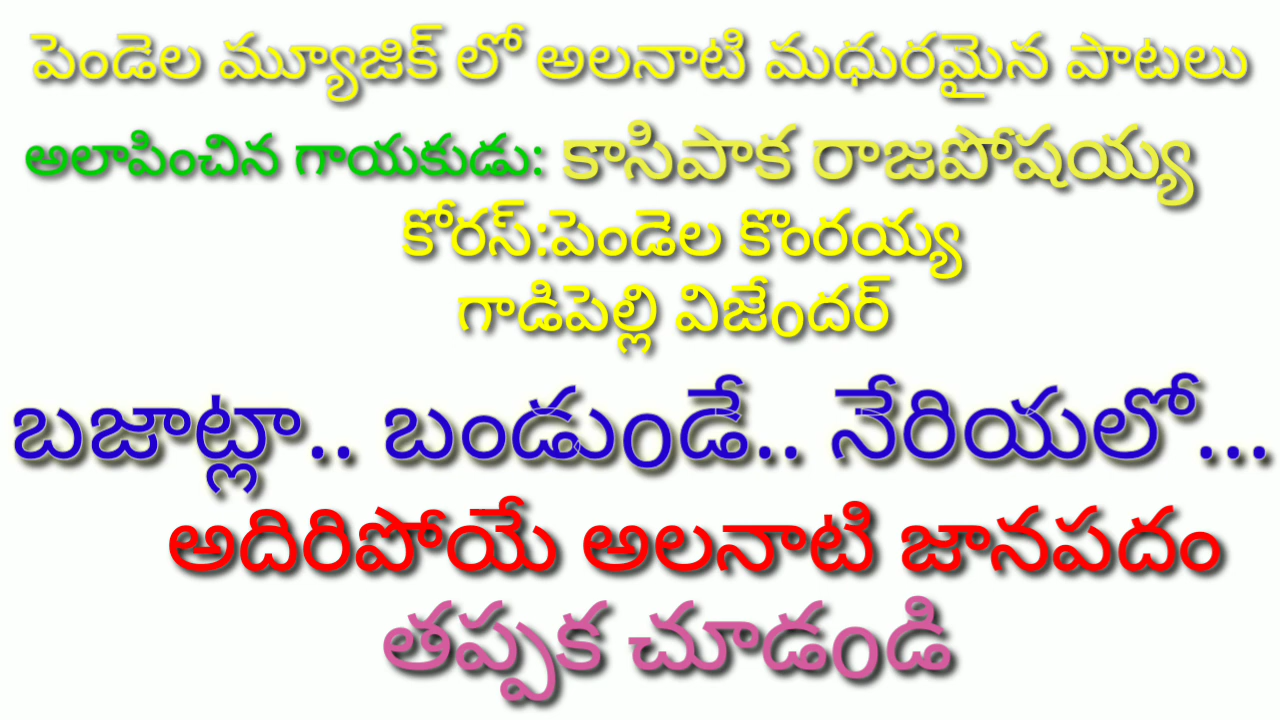 పెండెల మ్యూజిక్ లో అలనాటి మధురమైన పాటలు
అలాపించిన గాయకుడు: కాసిపాక రాజపోషయ్య
కోరస్:పెండెల కొంరయ్య
గాడిపెల్లి విజేందర్
బజాట్లా.. బండుండే.. నేరియలో...
అదిరిపోయే అలనాటి జానపదం
తప్పక చూడండి